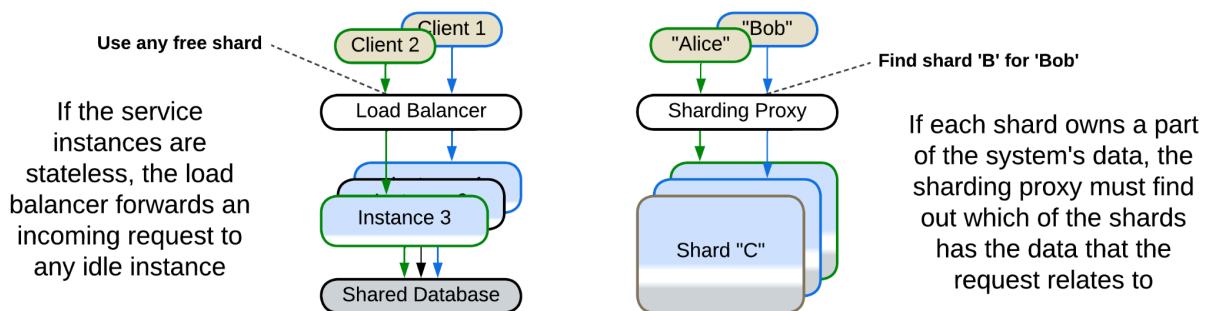 Use any free shard
Client 1
Client 2
Load Balancer
Instance 3
Shared Database
If the service
instances are
stateless, the load
balancer forwards an
incoming request to
any idle instance
"Bob"
"Alice"
Find shard 'B' for 'Bob'
Sharding Proxy
Shard "C"
If each shard owns a part
of the system's data, the
sharding proxy must find
out which of the shards
has the data that the
request relates to